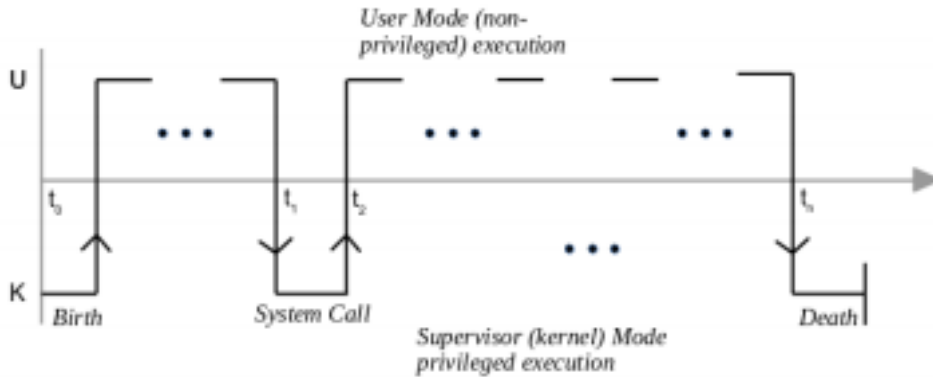 User Mode (non-
privileged) execution
U
t₀
t₁
t₂
tₙ
K
Birth
System Call
Death
Supervisor (kernel) Mode
privileged execution